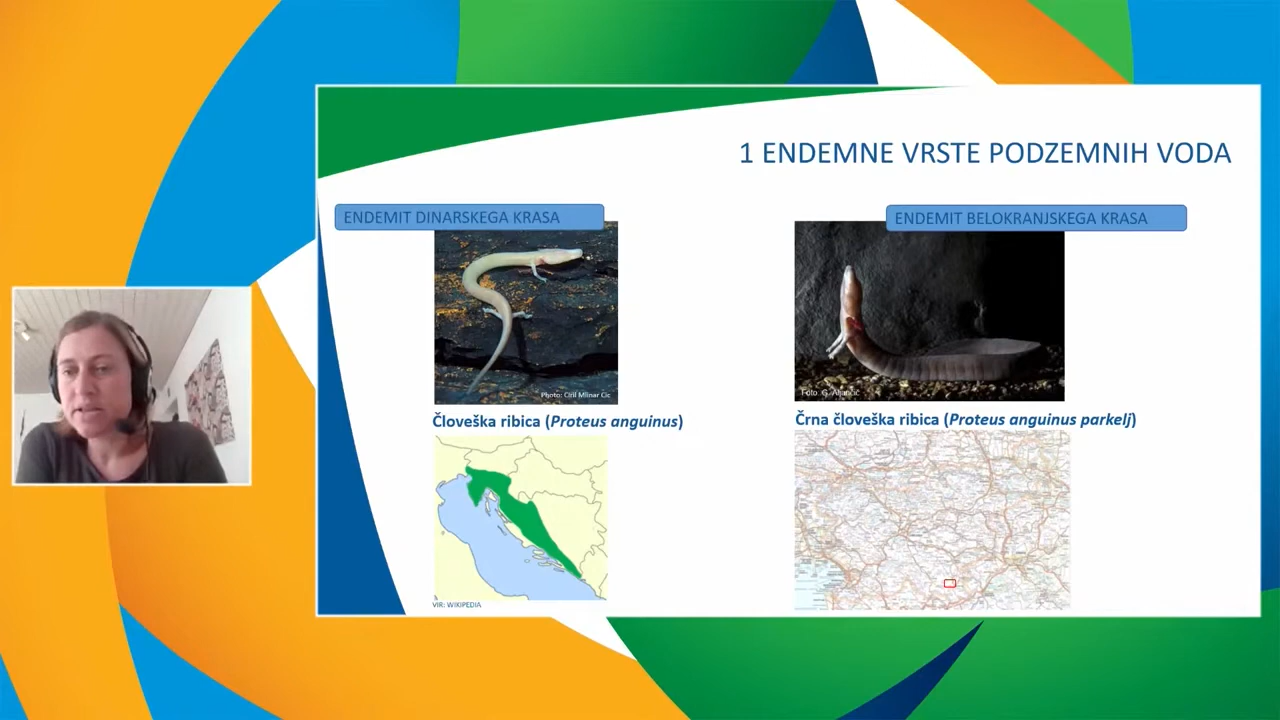 1 ENDEMNE VRSTE PODZEMNIH VODA
ENDEMIT DINARSKEGA KRASA
Photo: Ciril Mlinar Cic
Človeška ribica (Proteus anguinus)
VIR: WIKIPEDIA
ENDEMIT BELOKRANJSKEGA KRASA
Foto: G. Aljančič
Črna človeška ribica (Proteus anguinus parkelj)